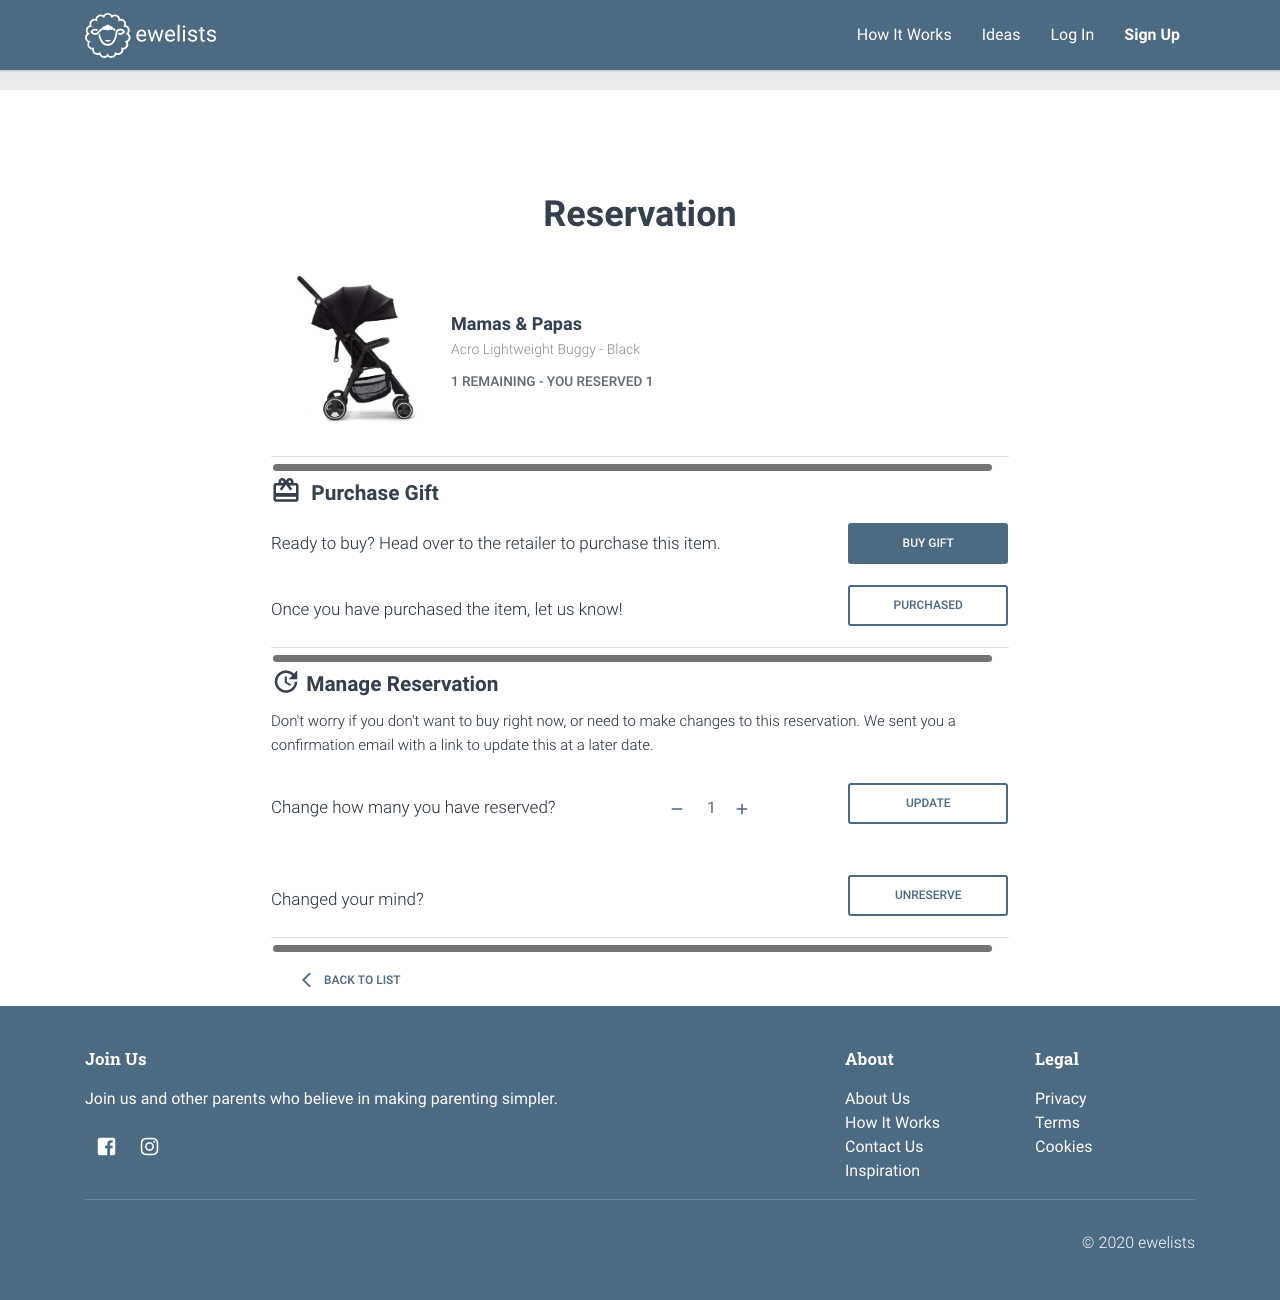 ewelists
How It Works Ideas Log In Sign Up
Reservation
Mamas & Papas
Acro Lightweight Buggy - Black
1 REMAINING - YOU RESERVED 1
Purchase Gift
Ready to buy? Head over to the retailer to purchase this item.
BUY GIFT
Once you have purchased the item, let us know!
PURCHASED
Manage Reservation
Don't worry if you don't want to buy right now, or need to make changes to this reservation. We sent you a
confirmation email with a link to update this at a later date.
Change how many you have reserved?
− 1 +
UPDATE
Changed your mind?
UNRESERVE
BACK TO LIST
Join Us
Join us and other parents who believe in making parenting simpler.
About
About Us
How It Works
Contact Us
Inspiration
Legal
Privacy
Terms
Cookies
© 2020 ewelists